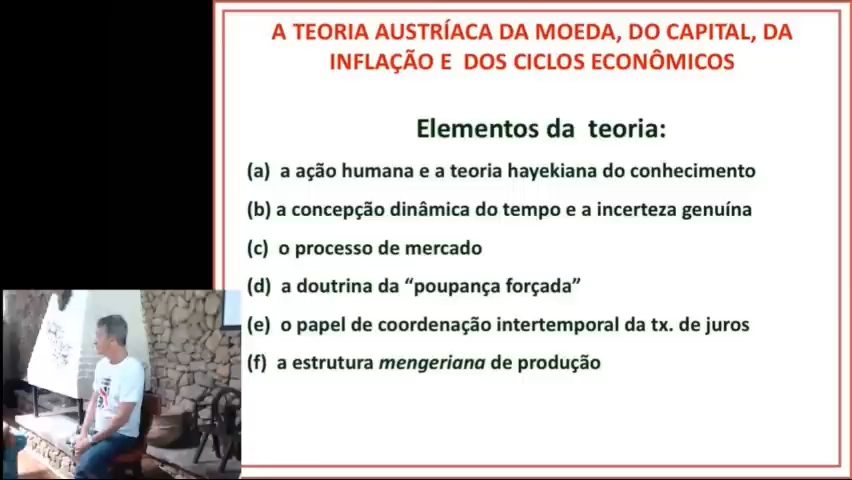 A TEORIA AUSTRÍACA DA MOEDA, DO CAPITAL, DA
INFLAÇÃO E DOS CICLOS ECONÔMICOS
Elementos da teoria:
(a) a ação humana e a teoria hayekiana do conhecimento
(b) a concepção dinâmica do tempo e a incerteza genuína
(c) o processo de mercado
(d) a doutrina da “poupança forçada”
(e) o papel de coordenação intertemporal da tx. de juros
(f) a estrutura mengeriana de produção